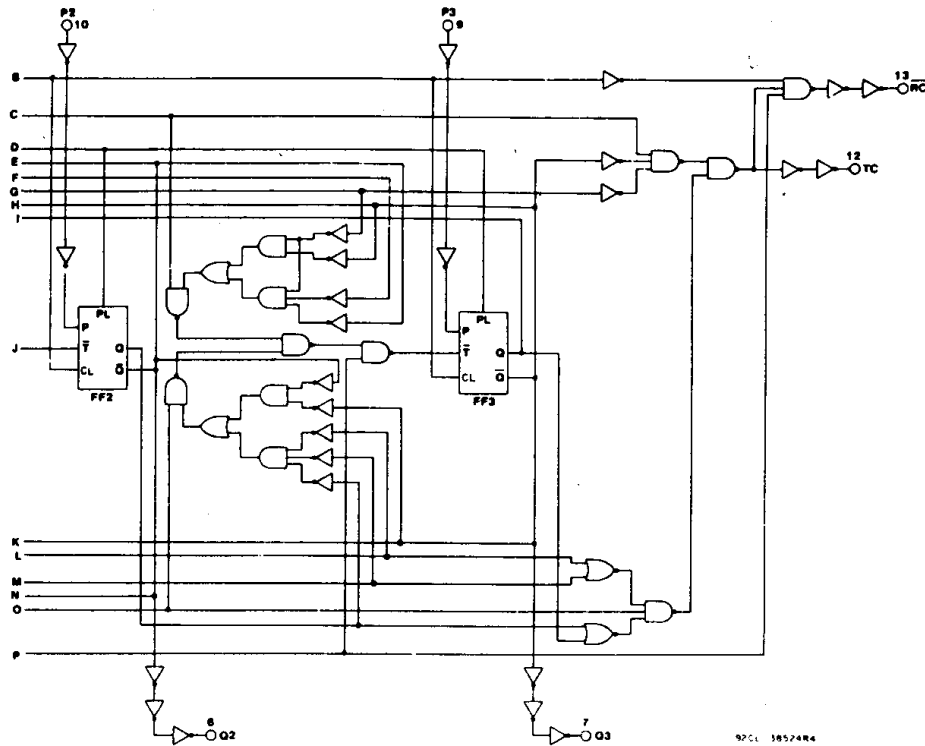 P2
10
P3
9
B
13
RC
C
D
E
12
TC
F
G
H
I
PL
P
T
Q
CL
Q
FF2
J
PL
P
T
Q
CL
Q
FF3
K
L
M
N
O
P
6
Q2
7
Q3
92CL 38524R4